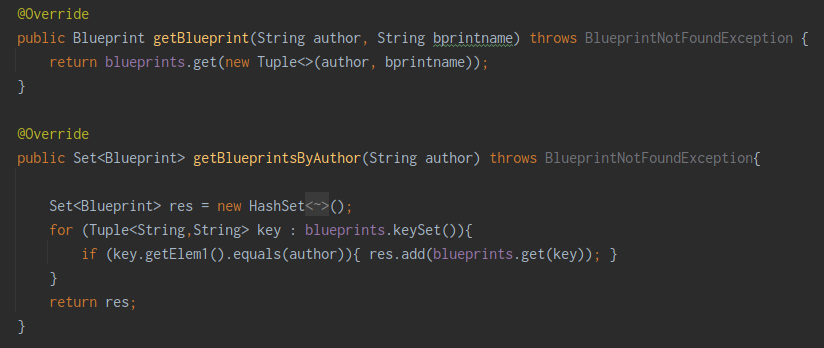 @Override
public Blueprint getBlueprint(String author, String bprintname) throws BlueprintNotFoundException {
    return blueprints.get(new Tuple<>(author, bprintname));
}
@Override
public Set<Blueprint> getBlueprintsByAuthor(String author) throws BlueprintNotFoundException{
    Set<Blueprint> res = new HashSet<~>();
    for (Tuple<String,String> key : blueprints.keySet()){
        if (key.getElem1().equals(author)){ res.add(blueprints.get(key)); }
    }
    return res;
}